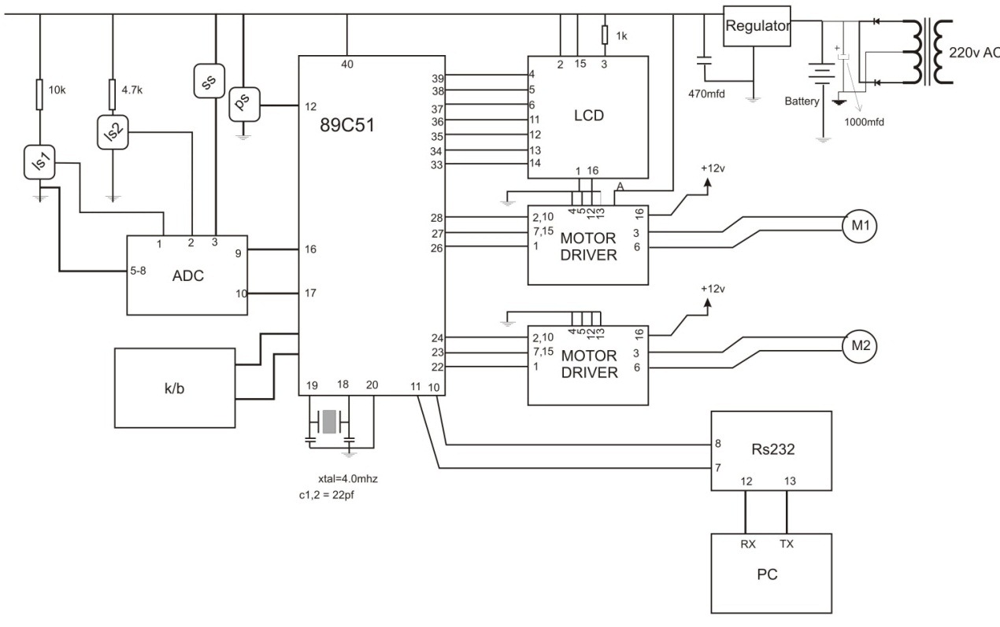 Regulator
220v AC
+
470mfd
Battery
1000mfd
10k
4.7k
ss
ps
ls1
ls2
40
12
89C51
39
38
37
36
35
34
33
28
27
26
24
23
22
16
17
19
18
20
11
10
1k
2
15
3
4
5
6
11
12
13
14
LCD
1
16
A
4
5
12
13
16
+12v
2,10
7,15
1
3
6
MOTOR
DRIVER
M1
4
5
12
13
16
+12v
2,10
7,15
1
3
6
MOTOR
DRIVER
M2
1
2
3
9
5-8
ADC
10
k/b
xtal=4.0mhz
c1,2 = 22pf
8
Rs232
7
12
13
RX
TX
PC